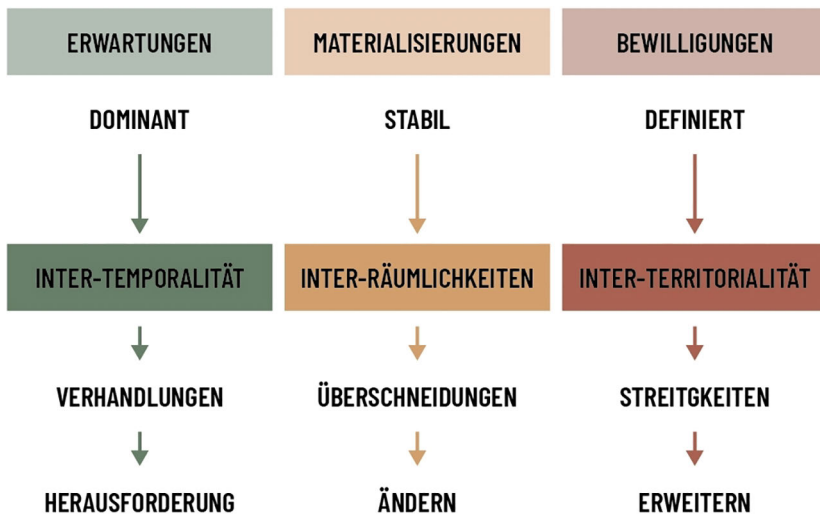 ERWARTUNGEN
MATERIALISIERUNGEN
BEWILLIGUNGEN
DOMINANT
STABIL
DEFINIERT
INTER-TEMPORALITÄT
INTER-RÄUMLICHKEITEN
INTER-TERRITORIALITÄT
VERHANDLUNGEN
ÜBERSCHNEIDUNGEN
STREITGKEITEN
HERAUSFORDERUNG
ÄNDERN
ERWEITERN